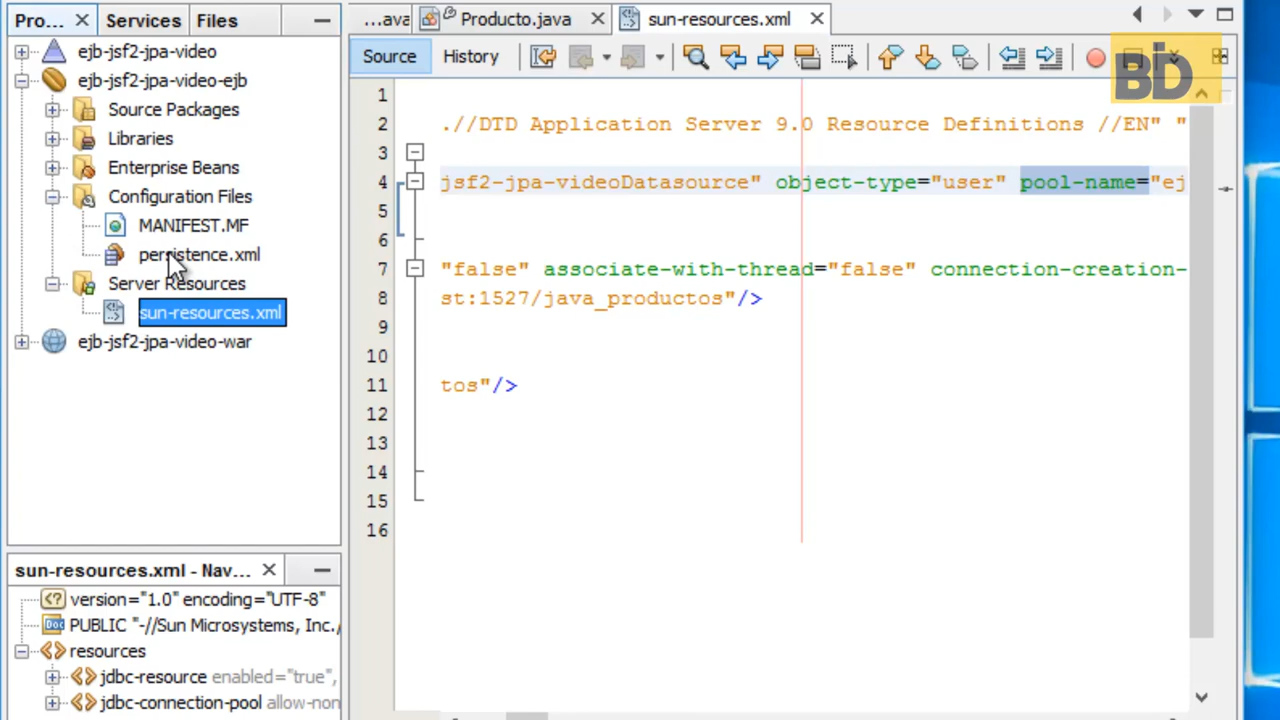 Pro...
Services
Files
...ava
Producto.java
sun-resources.xml
Source
History
BD
ejb-jsf2-jpa-video
ejb-jsf2-jpa-video-ejb
Source Packages
Libraries
Enterprise Beans
Configuration Files
MANIFEST.MF
persistence.xml
Server Resources
sun-resources.xml
ejb-jsf2-jpa-video-war
1
2 .//DTD Application Server 9.0 Resource Definitions //EN" "
3
4 jsf2-jpa-videoDatasource" object-type="user" pool-name="ej
5
6
7 "false" associate-with-thread="false" connection-creation-
8 st:1527/java_productos"/>
9
10
11 tos"/>
12
13
14
15
16
sun-resources.xml - Nav...
version="1.0" encoding="UTF-8"
PUBLIC "-//Sun Microsystems, Inc./
resources
jdbc-resource enabled="true",
jdbc-connection-pool allow-non